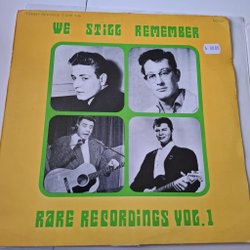 WE STILL REMEMBER
RARE RECORDINGS VOL.1